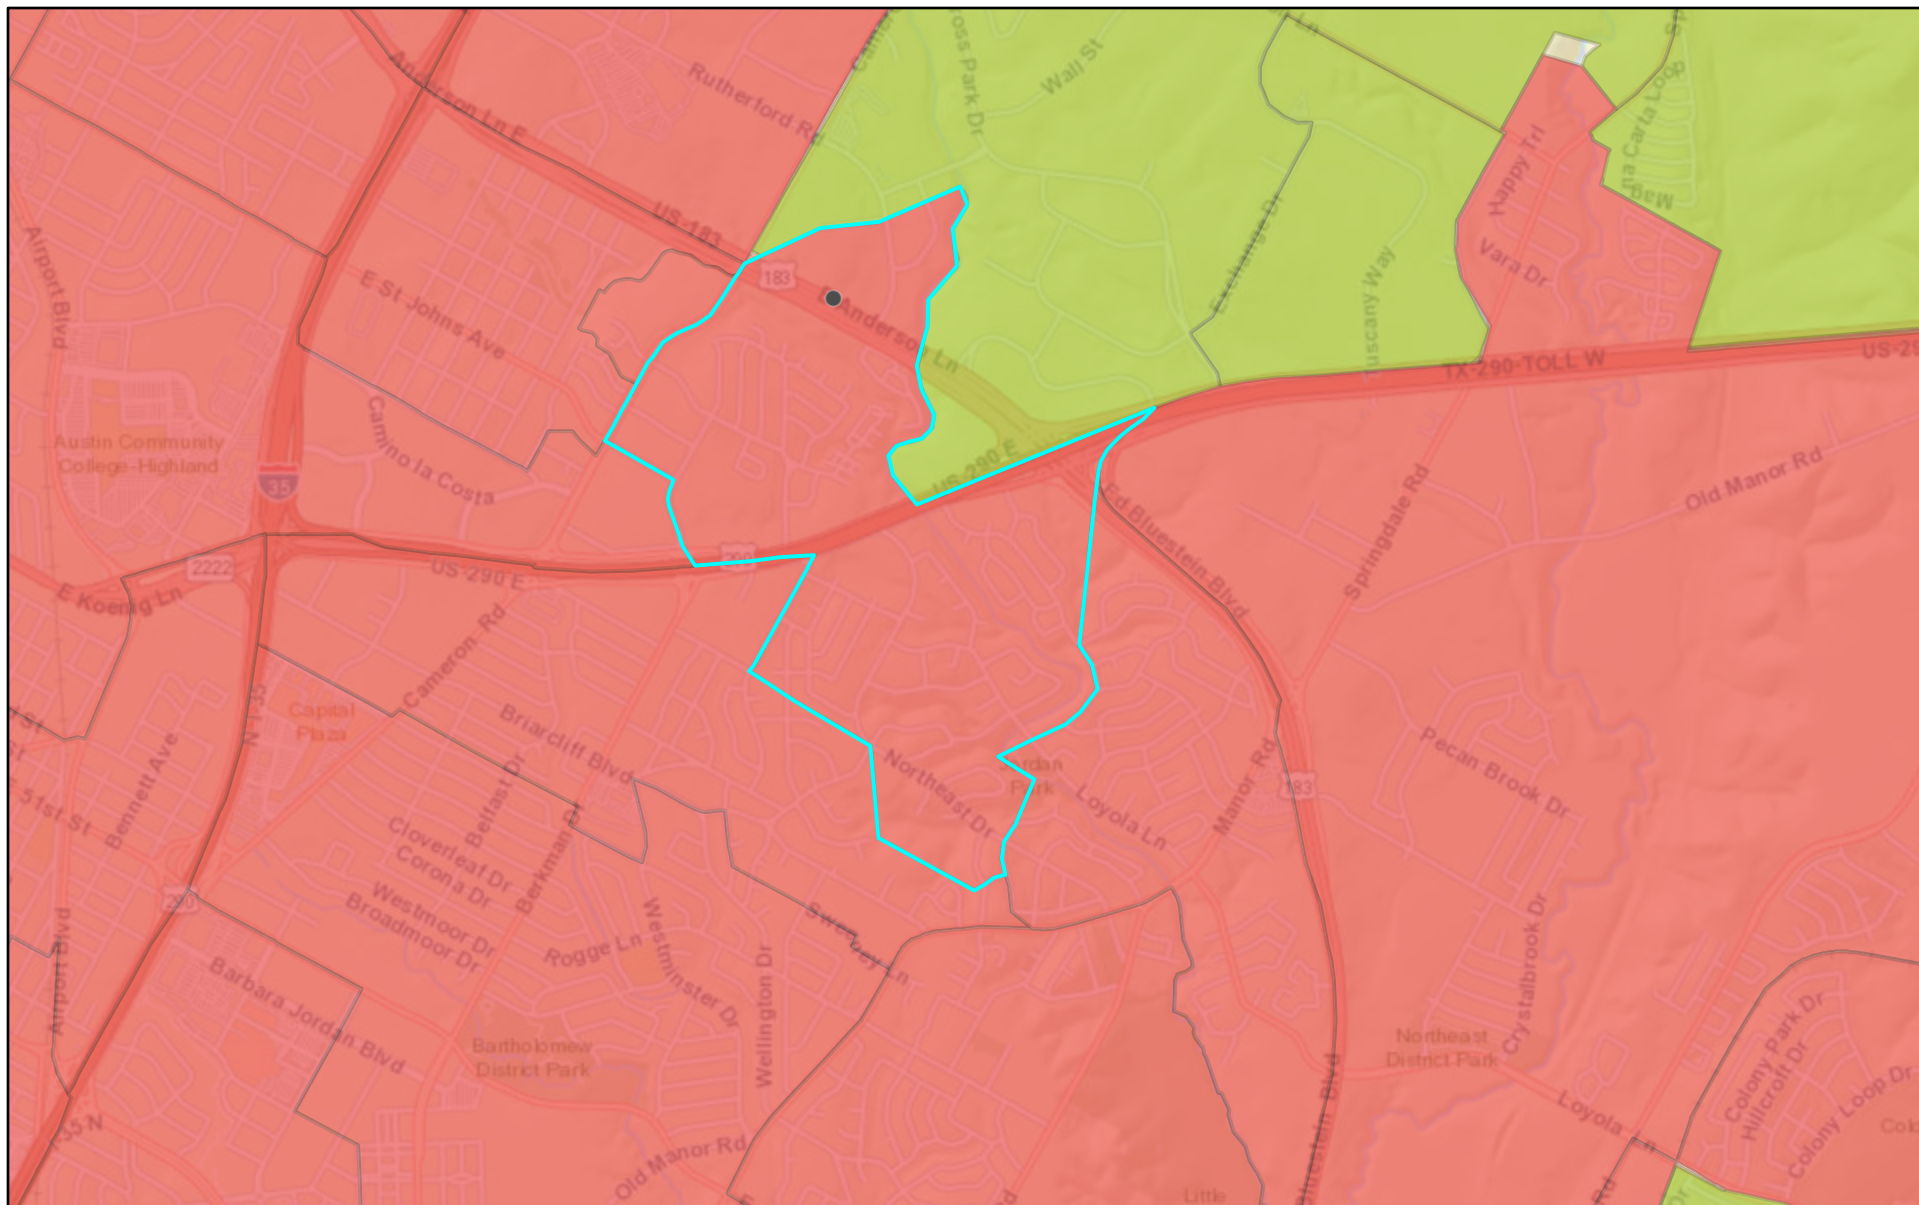 Anderson Ln E
Rutherford Rd
Wall St
ross Park Dr
Happy Trl
Vara Dr
US-183
183
E Anderson Ln
Exchange Dr
Tuscany Way
Airport Blvd
E St Johns Ave
TX-290-TOLL W
Austin Community
College-Highland
Camino la Costa
35
US-290 E
Ed Bluestein Blvd
Springdale Rd
Old Manor Rd
2222
290
US-290 E
E Koenig Ln
Cameron Rd
N I-35
Capital
Plaza
Briarcliff Blvd
Belfast Dr
Bennett Ave
51st St
Cloverleaf Dr
Corona Dr
Berkman Dr
Northeast Dr
Jordan
Park
Loyola Ln
Manor Rd
183
Pecan Brook Dr
290
Westmoor Dr
Broadmoor Dr
Rogge Ln
Westminster Dr
Wellington Dr
Sweeney Ln
Airport Blvd
Barbara Jordan Blvd
Bartholomew
District Park
Northeast
District Park
Crystalbrook Dr
Colony Park Dr
Hillcroft Dr
Colony Loop Dr
Loyola Ln
Old Manor Rd
Little